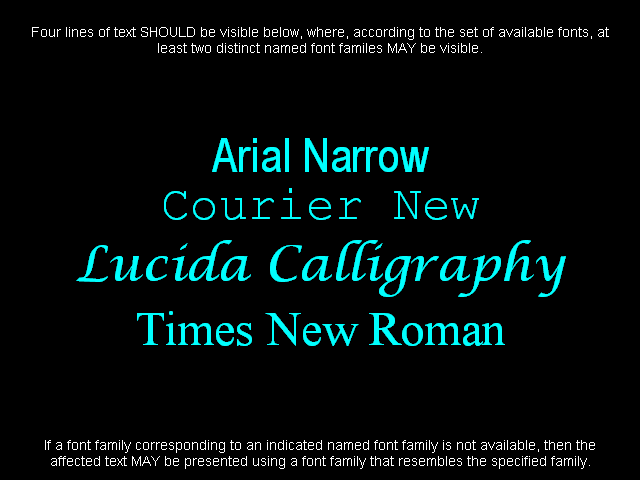 Four lines of text SHOULD be visible below, where, according to the set of available fonts, at
least two distinct named font familes MAY be visible.
Arial Narrow
Courier New
Lucida Calligraphy
Times New Roman
If a font family corresponding to an indicated named font family is not available, then the
affected text MAY be presented using a font family that resembles the specified family.